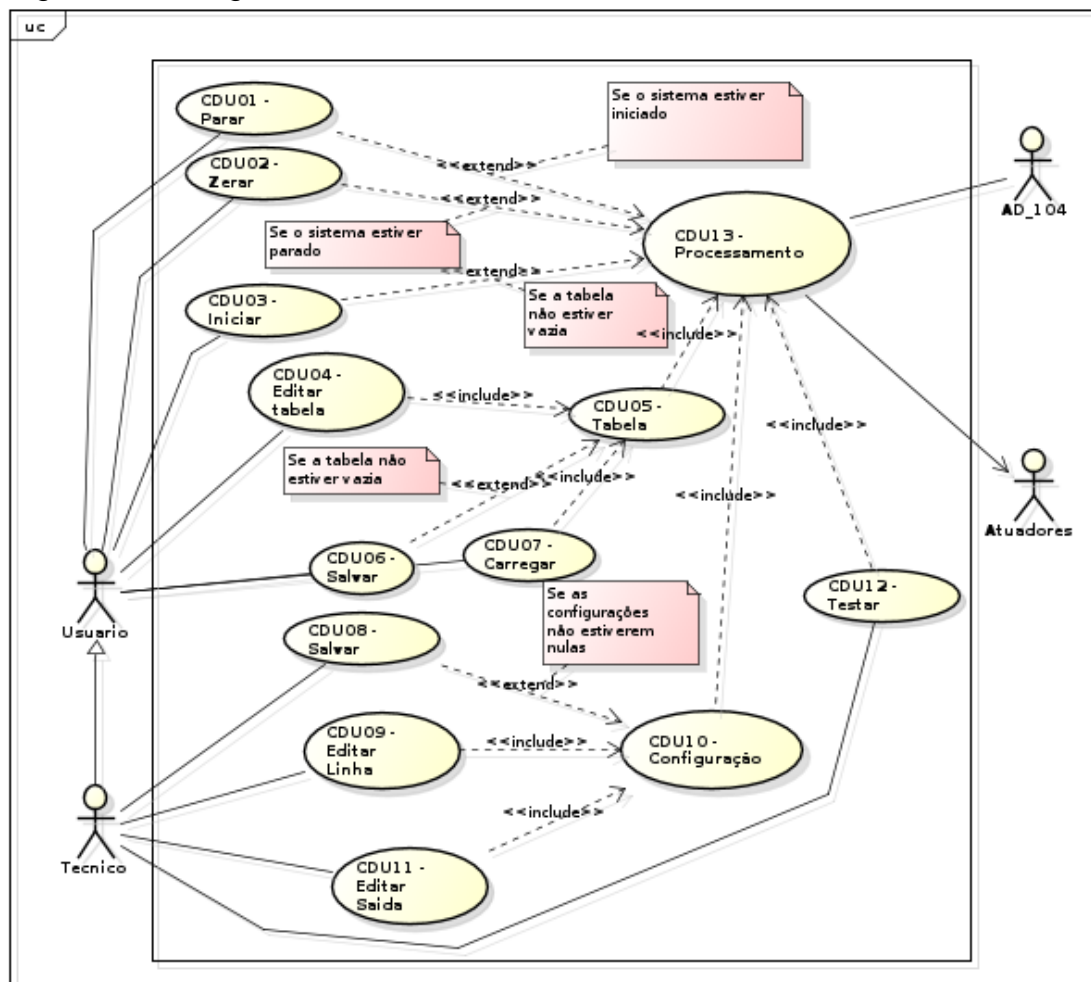 uc
CDU01 -
Parar
Se o sistema estiver
iniciado
<<extend>>
CDU02-
Zerar
<<extend>>
AD_104
Se o sistema estiver
parado
CDU13-
Processamento
<<extend>>
CDU03-
Iniciar
Se a tabela
não estiver
vazia
<<include>>
CDU04-
Editar
tabela
<<include>>
CDU05-
Tabela
<<include>>
Se a tabela não
estiver vazia
<<extend>>
<<include>>
<<include>>
Atuadores
CDU06-
Salvar
CDU07-
Carregar
CDU12-
Testar
Se as
configurações
não estiverem
nulas
Usuario
CDU08-
Salvar
<<extend>>
CDU09-
Editar
Linha
<<include>>
CDU10-
Configuração
<<include>>
Tecnico
CDU11 -
Editar
Saida